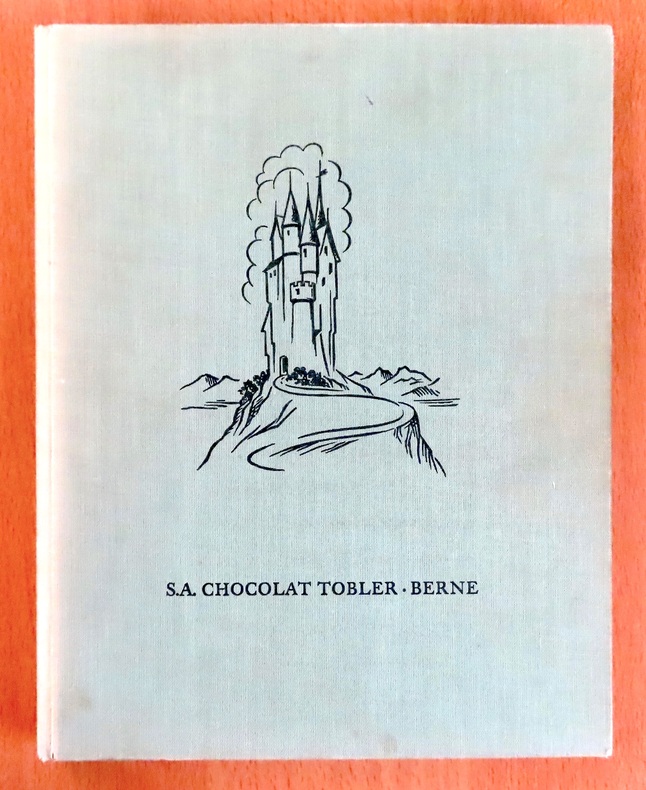 S.A. CHOCOLAT TOBLER · BERNE